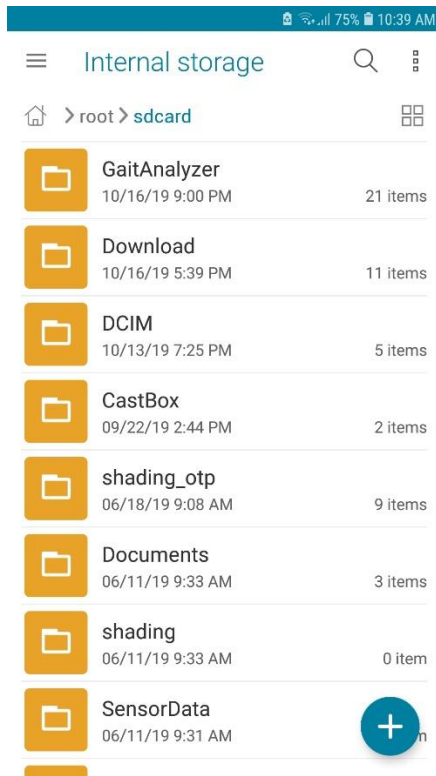 75% 10:39 AM
Internal storage
root > sdcard
GaitAnalyzer
10/16/19 9:00 PM 21 items
Download
10/16/19 5:39 PM 11 items
DCIM
10/13/19 7:25 PM 5 items
CastBox
09/22/19 2:44 PM 2 items
shading_otp
06/18/19 9:08 AM 9 items
Documents
06/11/19 9:33 AM 3 items
shading
06/11/19 9:33 AM 0 item
SensorData
06/11/19 9:31 AM